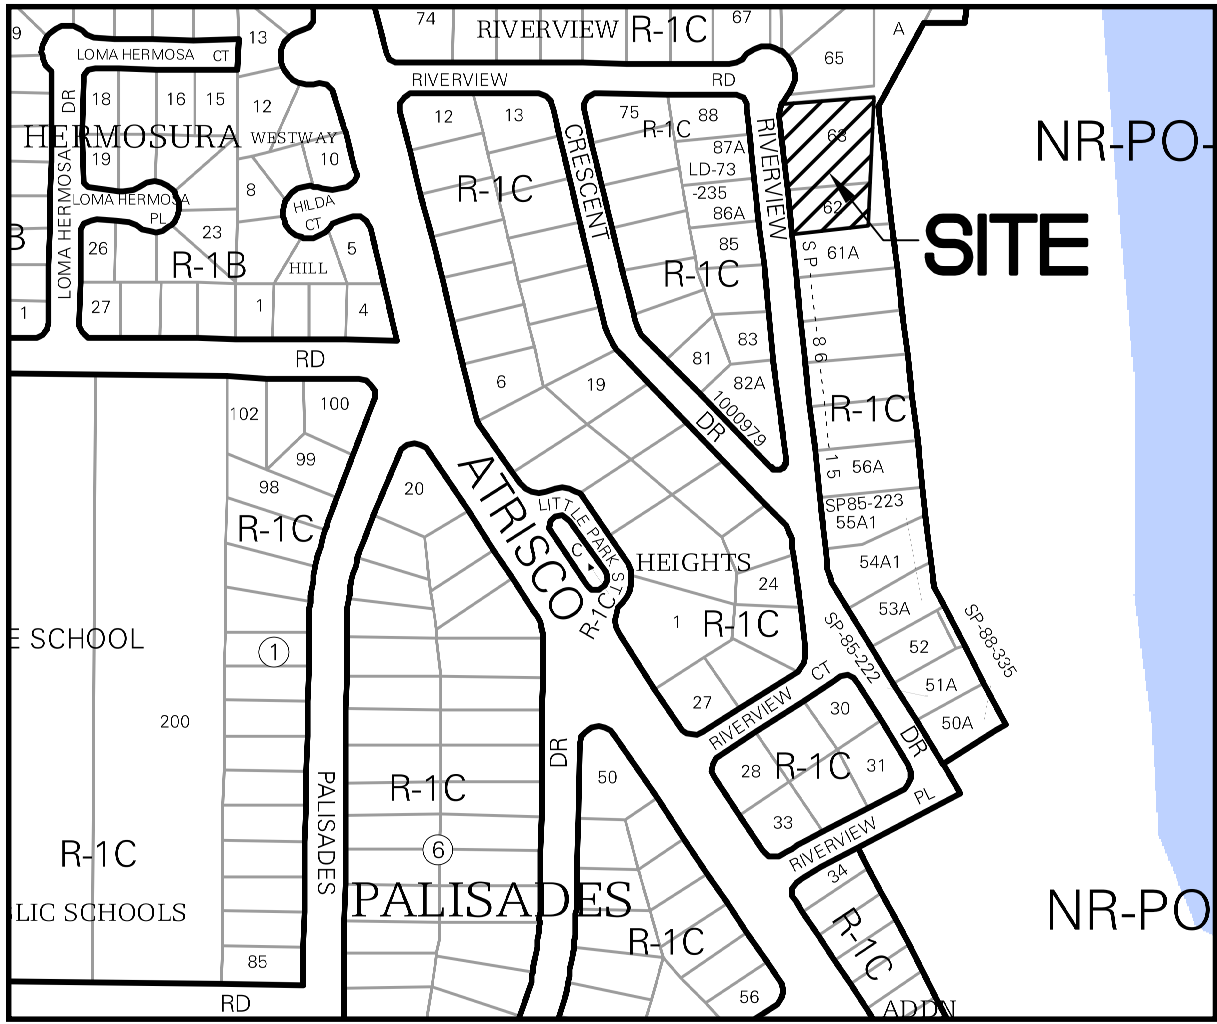 9
74
RIVERVIEW
R-1C
67
A
13
LOMA HERMOSA CT
65
RIVERVIEW
RD
DR
18
16
15
12
12
13
75
88
63
HERMOSURA
WESTWAY
R-1C
NR-PO-
19
10
87A
LD-73
CRESCENT
RIVERVIEW
LOMA HERMOSA
PL
8
HILDA
CT
R-1C
-235
86A
62
B
23
SITE
26
R-1B
HILL
5
85
61A
LOMA HERMOSA
R-1C
SP-86-15
1
27
1
4
83
RD
81
6
19
82A
102
100
1000979
R-1C
DR
99
56A
98
20
ATRISCO
LITTLE PARK ST
SP85-223
55A1
R-1C
C
HEIGHTS
54A1
24
53A
R-1C
1
R-1C
SP-85-222
SP-88-335
E SCHOOL
1
52
CT
51A
200
27
RIVERVIEW
30
50A
DR
DR
50
28
R-1C
31
PALISADES
R-1C
PL
33
RIVERVIEW
6
R-1C
34
PALISADES
LIC SCHOOLS
NR-PO
R-1C
R-1C
85
56
RD
ADDN